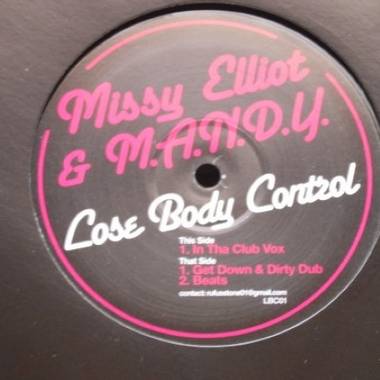 Missy Elliot
& M.A.N.D.Y.
Lose Body Control
This Side
1. In Tha Club Vox
That Side
1. Get Down & Dirty Dub
2. Beats
contact: rufusstone01@gmail.com
LBC01